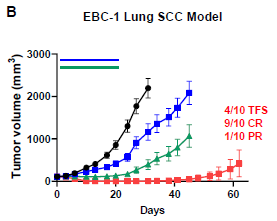 B
EBC-1 Lung SCC Model
Tumor volume (mm³)
3000
2000
1000
0
4/10 TFS
9/10 CR
1/10 PR
0 20 40 60
Days